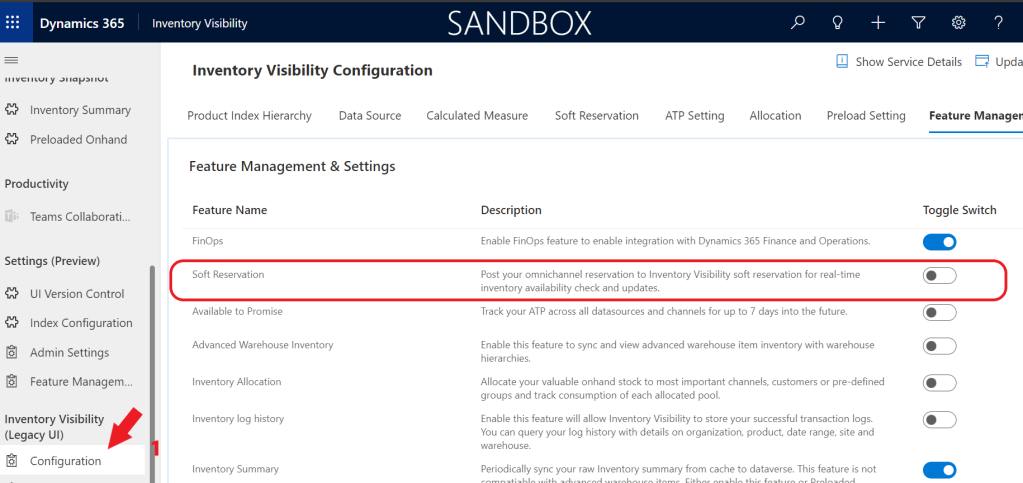 Dynamics 365
Inventory Visibility
SANDBOX
?
Inventory Snapshot
Inventory Summary
Preloaded Onhand
Productivity
Teams Collaborati...
Settings (Preview)
UI Version Control
Index Configuration
Admin Settings
Feature Managem...
Inventory Visibility
(Legacy UI)
Configuration
1
Inventory Visibility Configuration
Show Service Details
Upda
Product Index Hierarchy
Data Source
Calculated Measure
Soft Reservation
ATP Setting
Allocation
Preload Setting
Feature Managem
Feature Management & Settings
Feature Name
Description
Toggle Switch
FinOps
Enable FinOps feature to enable integration with Dynamics 365 Finance and Operations.
Soft Reservation
Post your omnichannel reservation to Inventory Visibility soft reservation for real-time
inventory availability check and updates.
Available to Promise
Track your ATP across all datasources and channels for up to 7 days into the future.
Advanced Warehouse Inventory
Enable this feature to sync and view advanced warehouse item inventory with warehouse
hierarchies.
Inventory Allocation
Allocate your valuable onhand stock to most important channels, customers or pre-defined
groups and track consumption of each allocated pool.
Inventory log history
Enable this feature will allow Inventory Visibility to store your successful transaction logs.
You can query your log history with details on organization, product, date range, site and
warehouse.
Inventory Summary
Periodically sync your raw Inventory summary from cache to dataverse. This feature is not
compatiable with advanced warehouse items. Either enable this feature or Preloaded